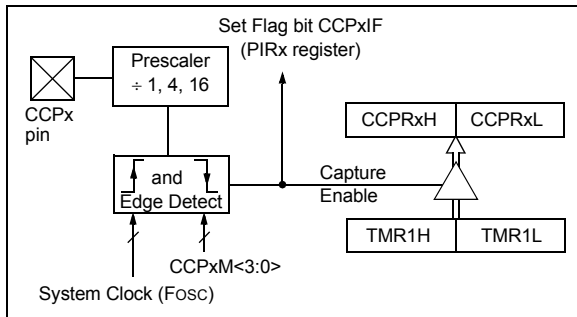 Set Flag bit CCPxIF
(PIRx register)
Prescaler
÷ 1, 4, 16
CCPx
pin
CCPRxH
CCPRxL
and
Edge Detect
Capture
Enable
TMR1H
TMR1L
CCPxM<3:0>
System Clock (FOSC)